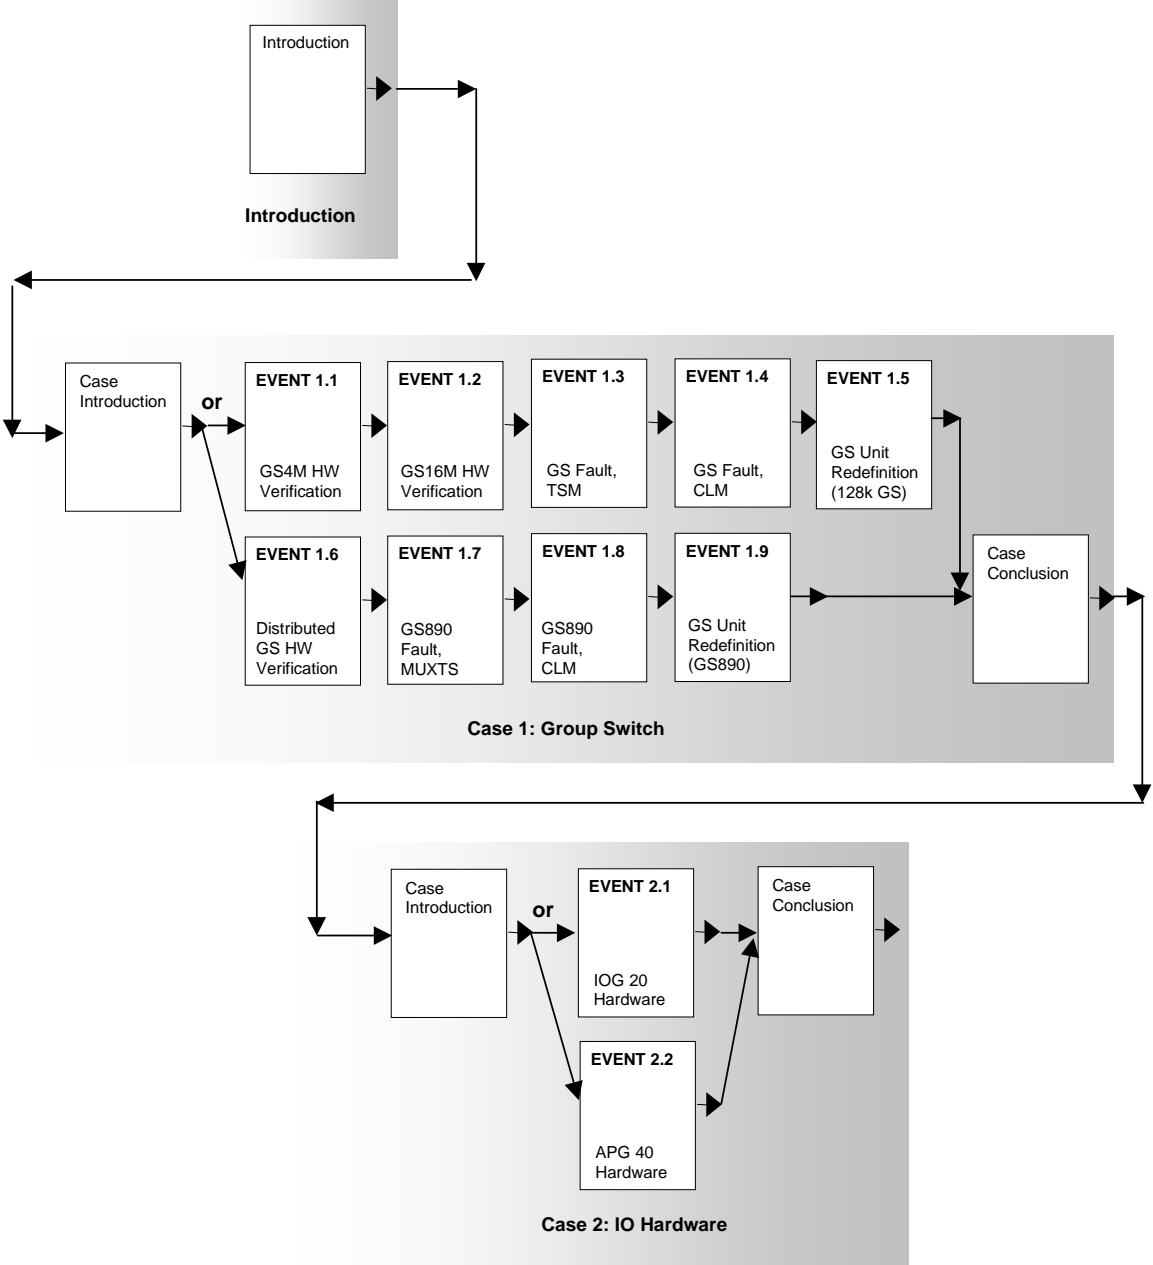 Introduction
Introduction
Case
Introduction
or
EVENT 1.1
GS4M HW
Verification
EVENT 1.2
GS16M HW
Verification
EVENT 1.3
GS Fault,
TSM
EVENT 1.4
GS Fault,
CLM
EVENT 1.5
GS Unit
Redefinition
(128k GS)
EVENT 1.6
Distributed
GS HW
Verification
EVENT 1.7
GS890
Fault,
MUXTS
EVENT 1.8
GS890
Fault,
CLM
EVENT 1.9
GS Unit
Redefinition
(GS890)
Case
Conclusion
Case 1: Group Switch
Case
Introduction
or
EVENT 2.1
IOG 20
Hardware
Case
Conclusion
EVENT 2.2
APG 40
Hardware
Case 2: IO Hardware